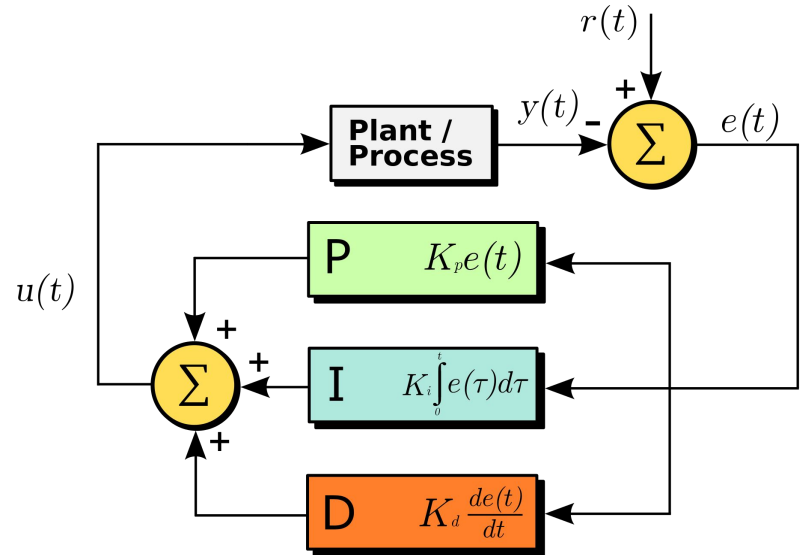 r(t)
+
Plant /
Process
y(t)
-
Σ
e(t)
P K_p e(t)
u(t)
+
+
Σ
I K_i ∫_0^t e(τ)dτ
+
D K_d de(t)/dt